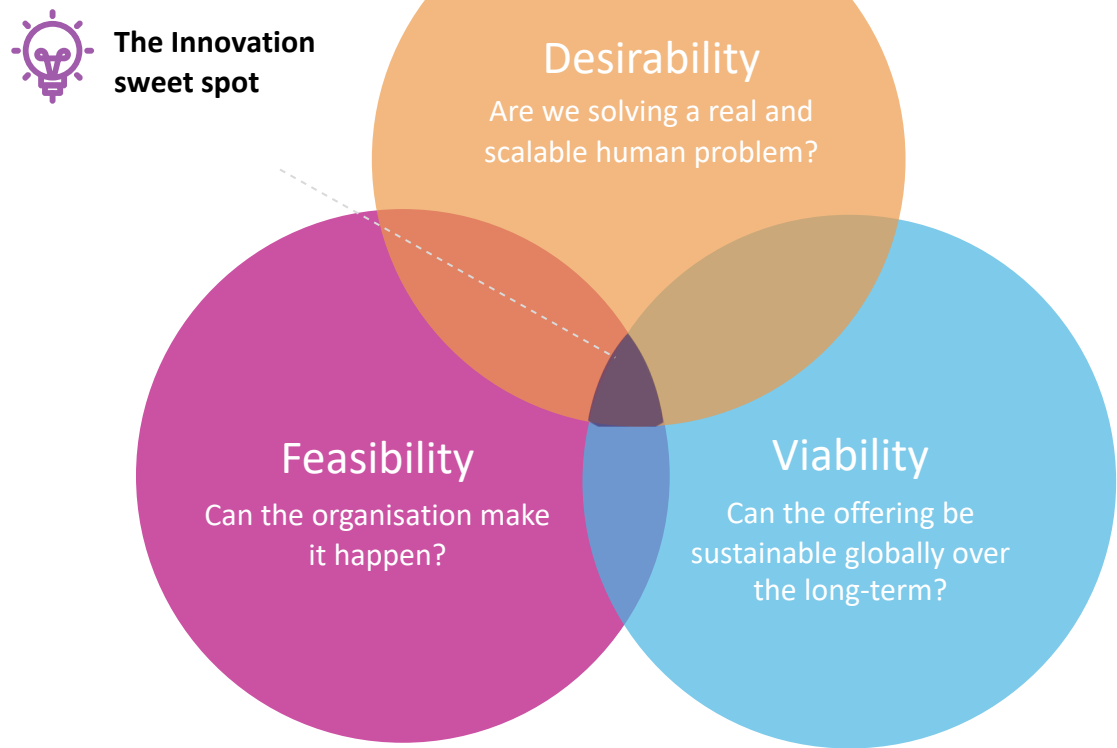 The Innovation
sweet spot
Desirability
Are we solving a real and
scalable human problem?
Feasibility
Can the organisation make
it happen?
Viability
Can the offering be
sustainable globally over
the long-term?